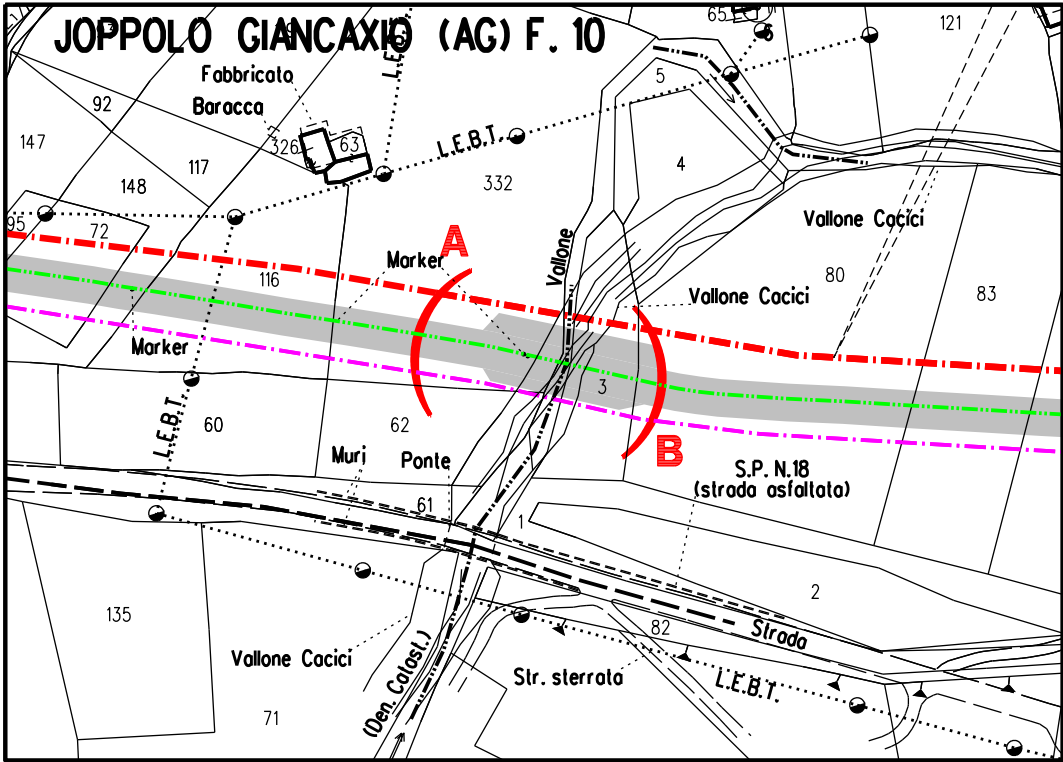 JOPPOLO GIANCAXIO (AG) F. 10
65
121
6
5
Fabbricato
Baracca
92
147
117
326
63
L.E.B.T.
4
332
148
95
72
Vallone Cacici
A
Marker
Vallone
116
80
83
Vallone Cacici
Marker
3
L.E.B.T.
60
62
Muri
Ponte
B
S.P. N.18
(strada asfaltata)
61
1
135
2
82
Strada
Vallone Cacici
(Den. Catast.)
Str. sterrata
L.E.B.T.
71